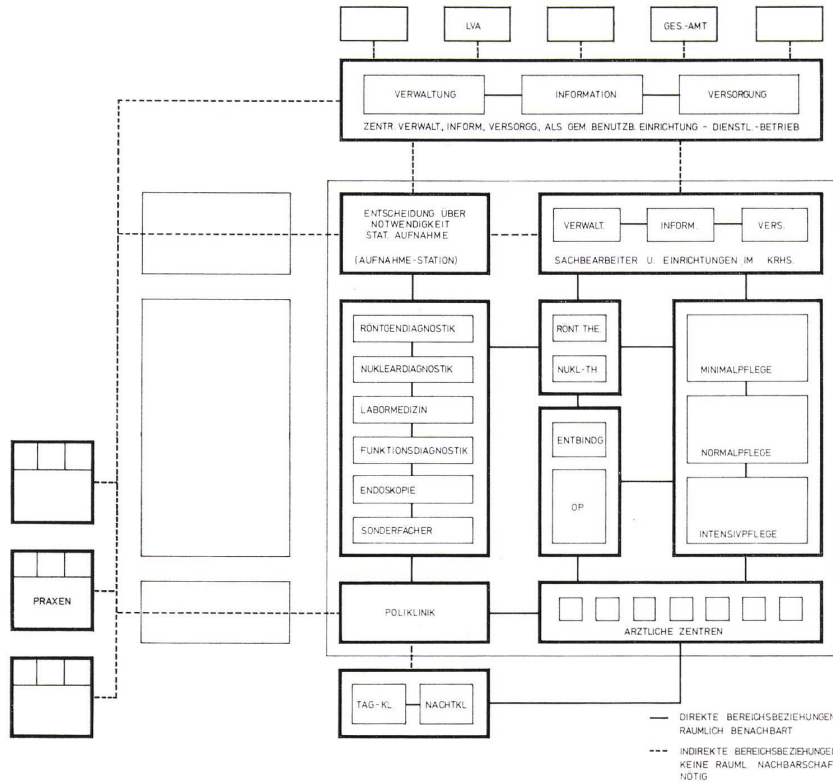 LVA
GES.-AMT
VERWALTUNG
INFORMATION
VERSORGUNG
ZENTR. VERWALT, INFORM, VERSORGG, ALS GEM. BENUTZB. EINRICHTUNG - DIENSTL.-BETRIEB
ENTSCHEIDUNG ÜBER
NOTWENDIGKEIT
STAT. AUFNAHME
(AUFNAHME-STATION)
VERWALT.
INFORM.
VERS.
SACHBEARBEITER U. EINRICHTUNGEN IM KRHS.
RÖNTGENDIAGNOSTIK
NUKLEARDIAGNOSTIK
LABORMEDIZIN
FUNKTIONSDIAGNOSTIK
ENDOSKOPIE
SONDERFÄCHER
RÖNT THE
NUKL-TH.
ENTBINDG
OP
MINIMALPFLEGE
NORMALPFLEGE
INTENSIVPFLEGE
PRAXEN
POLIKLINIK
ÄRZTLICHE ZENTREN
TAG-KL.
NACHTKL
DIREKTE BEREICHSBEZIEHUNGEN
RÄUMLICH BENACHBART
INDIREKTE BEREICHSBEZIEHUNGEN
KEINE RÄUML. NACHBARSCHAF
NÖTIG